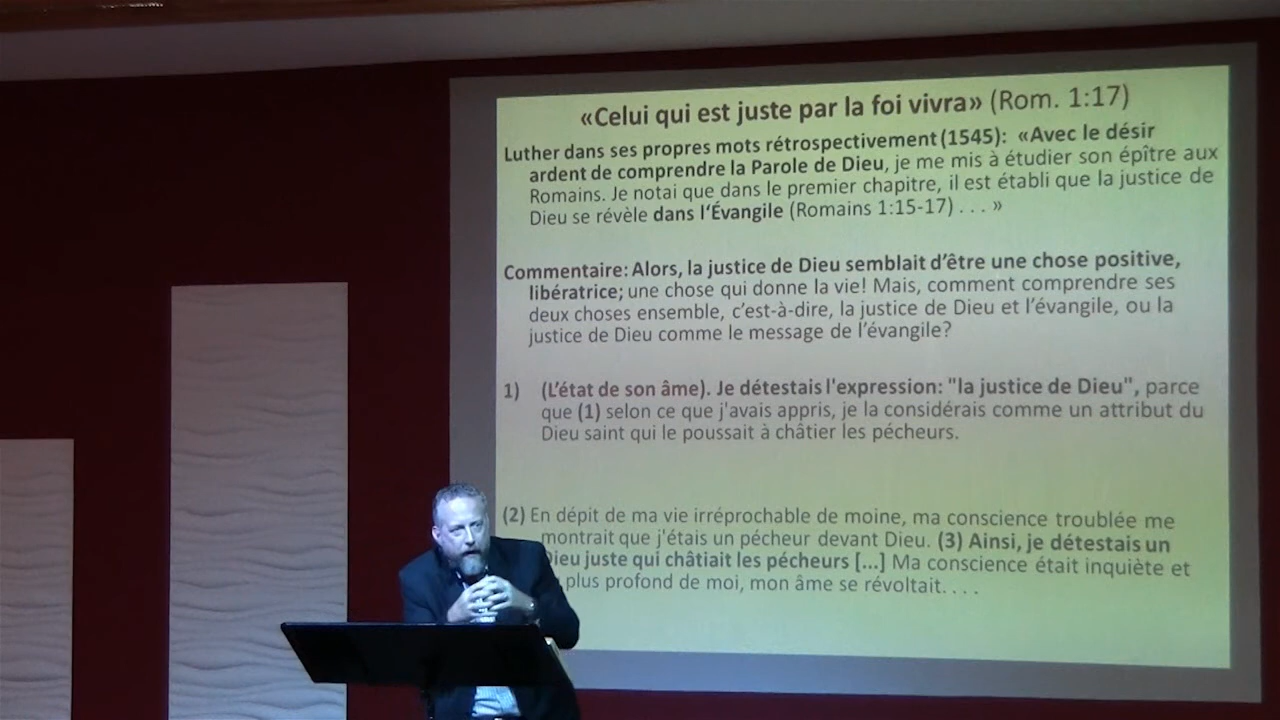 «Celui qui est juste par la foi vivra» (Rom. 1:17)
Luther dans ses propres mots rétrospectivement (1545): «Avec le désir
ardent de comprendre la Parole de Dieu, je me mis à étudier son épître aux
Romains. Je notai que dans le premier chapitre, il est établi que la justice de
Dieu se révèle dans l‘Évangile (Romains 1:15-17) . . . »
Commentaire: Alors, la justice de Dieu semblait d’être une chose positive,
libératrice; une chose qui donne la vie! Mais, comment comprendre ses
deux choses ensemble, c’est-à-dire, la justice de Dieu et l’évangile, ou la
justice de Dieu comme le message de l’évangile?
1) (L’état de son âme). Je détestais l'expression: "la justice de Dieu", parce
que (1) selon ce que j'avais appris, je la considérais comme un attribut du
Dieu saint qui le poussait à châtier les pécheurs.
(2) En dépit de ma vie irréprochable de moine, ma conscience troublée me
montrait que j'étais un pécheur devant Dieu. (3) Ainsi, je détestais un
Dieu juste qui châtiait les pécheurs [...] Ma conscience était inquiète et
plus profond de moi, mon âme se révoltait. . . .